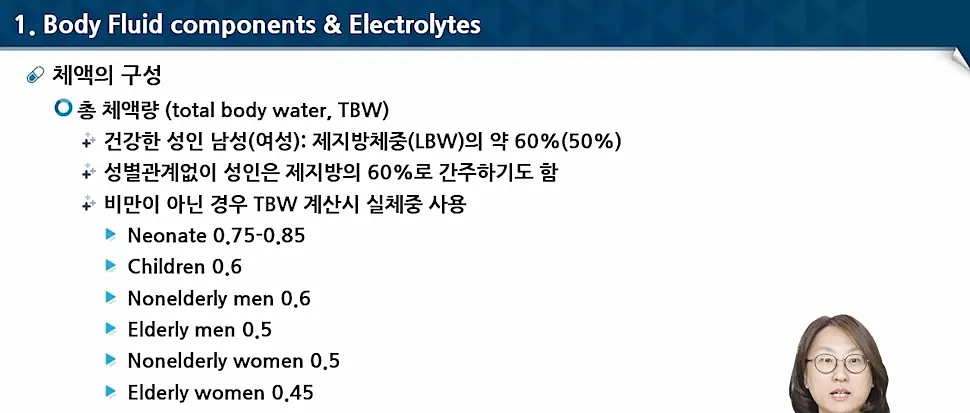 1. Body Fluid components & Electrolytes
체액의 구성
총 체액량 (total body water, TBW)
건강한 성인 남성(여성): 제지방체중(LBW)의 약 60%(50%)
성별관계없이 성인은 제지방의 60%로 간주하기도 함
비만이 아닌 경우 TBW 계산시 실체중 사용
Neonate 0.75-0.85
Children 0.6
Nonelderly men 0.6
Elderly men 0.5
Nonelderly women 0.5
Elderly women 0.45